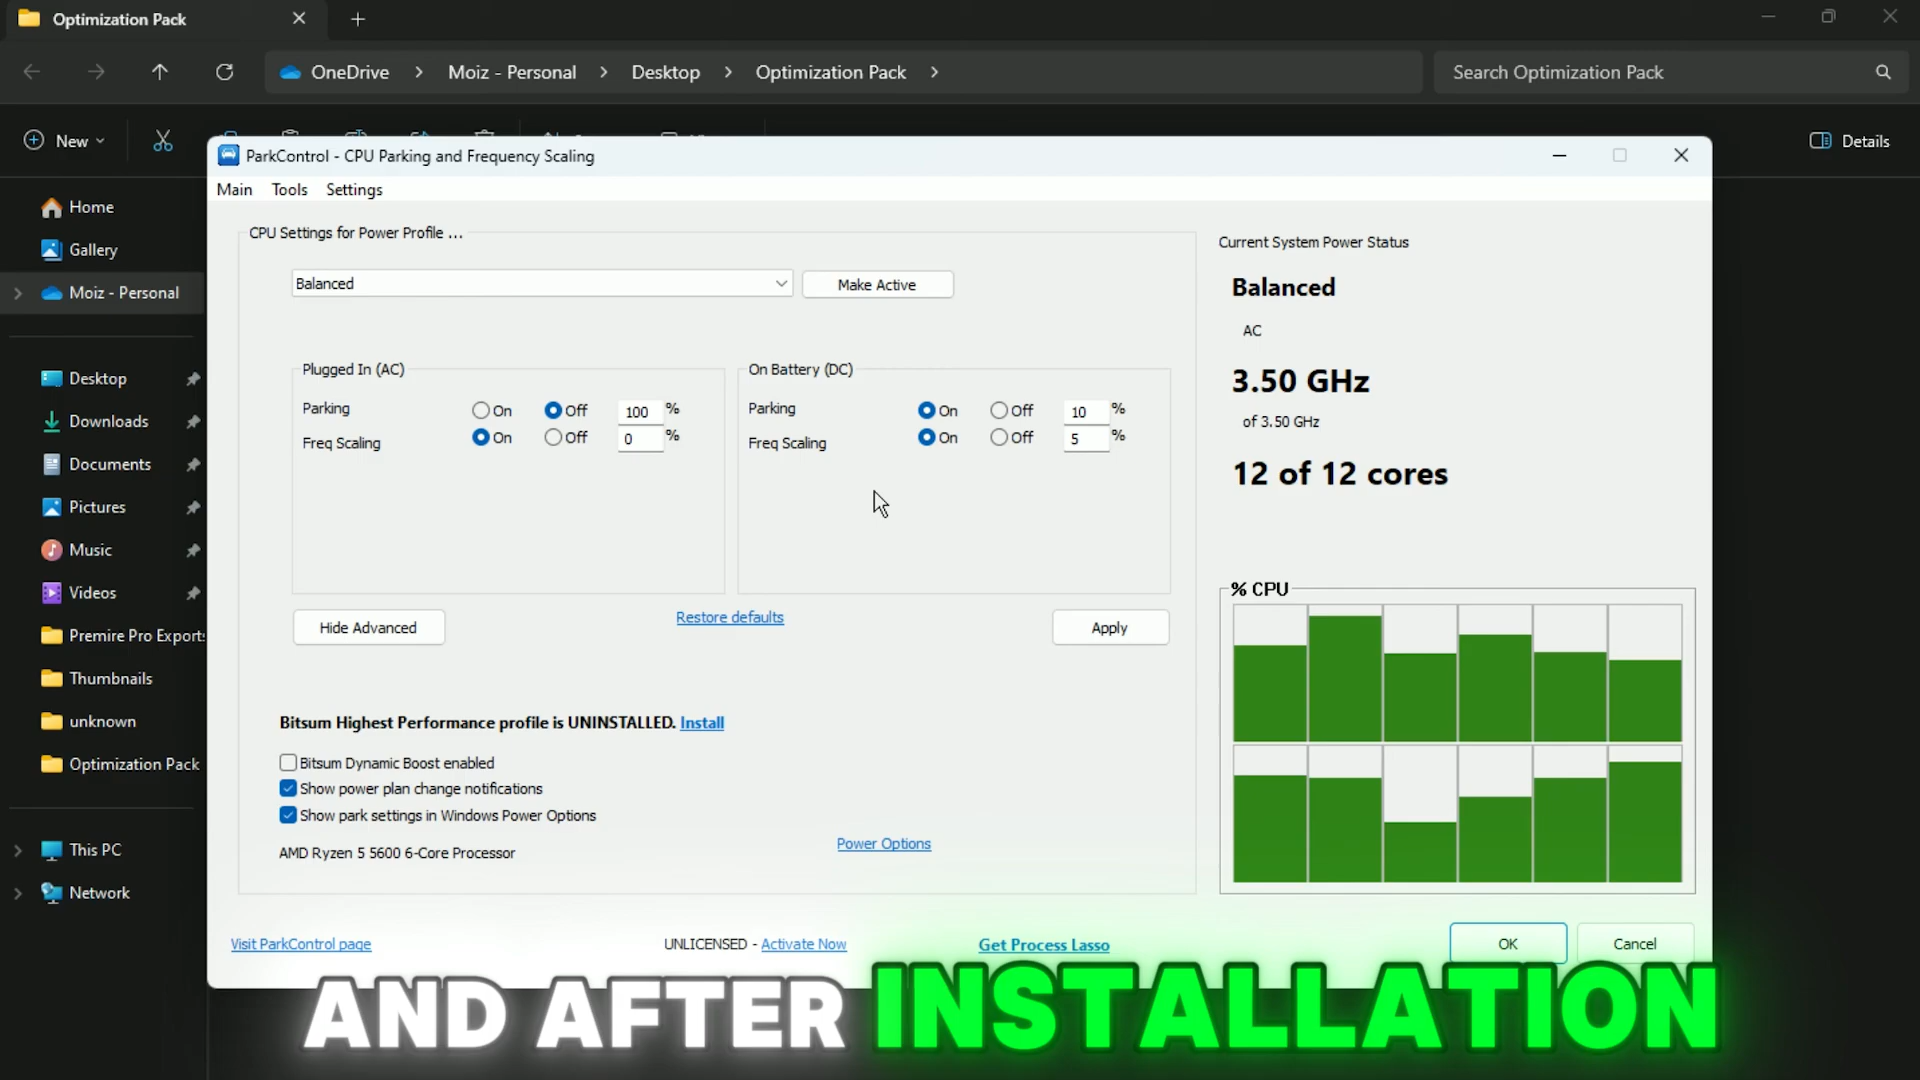 Optimization Pack
OneDrive > Moiz - Personal > Desktop > Optimization Pack >
Search Optimization Pack
New
Details
ParkControl - CPU Parking and Frequency Scaling
Main Tools Settings
Home
Gallery
Moiz - Personal
Desktop
Downloads
Documents
Pictures
Music
Videos
Premire Pro Exports
Thumbnails
unknown
Optimization Pack
This PC
Network
CPU Settings for Power Profile ...
Balanced
Make Active
Plugged In (AC)
Parking On Off 100 %
Freq Scaling On Off 0 %
On Battery (DC)
Parking On Off 10 %
Freq Scaling On Off 5 %
Hide Advanced
Restore defaults
Apply
Bitsum Highest Performance profile is UNINSTALLED. Install
Bitsum Dynamic Boost enabled
Show power plan change notifications
Show park settings in Windows Power Options
AMD Ryzen 5 5600 6-Core Processor
Power Options
Current System Power Status
Balanced
AC
3.50 GHz
of 3.50 GHz
12 of 12 cores
% CPU
Visit ParkControl page
UNLICENSED - Activate Now
Get Process Lasso
OK
Cancel
AND AFTER INSTALLATION